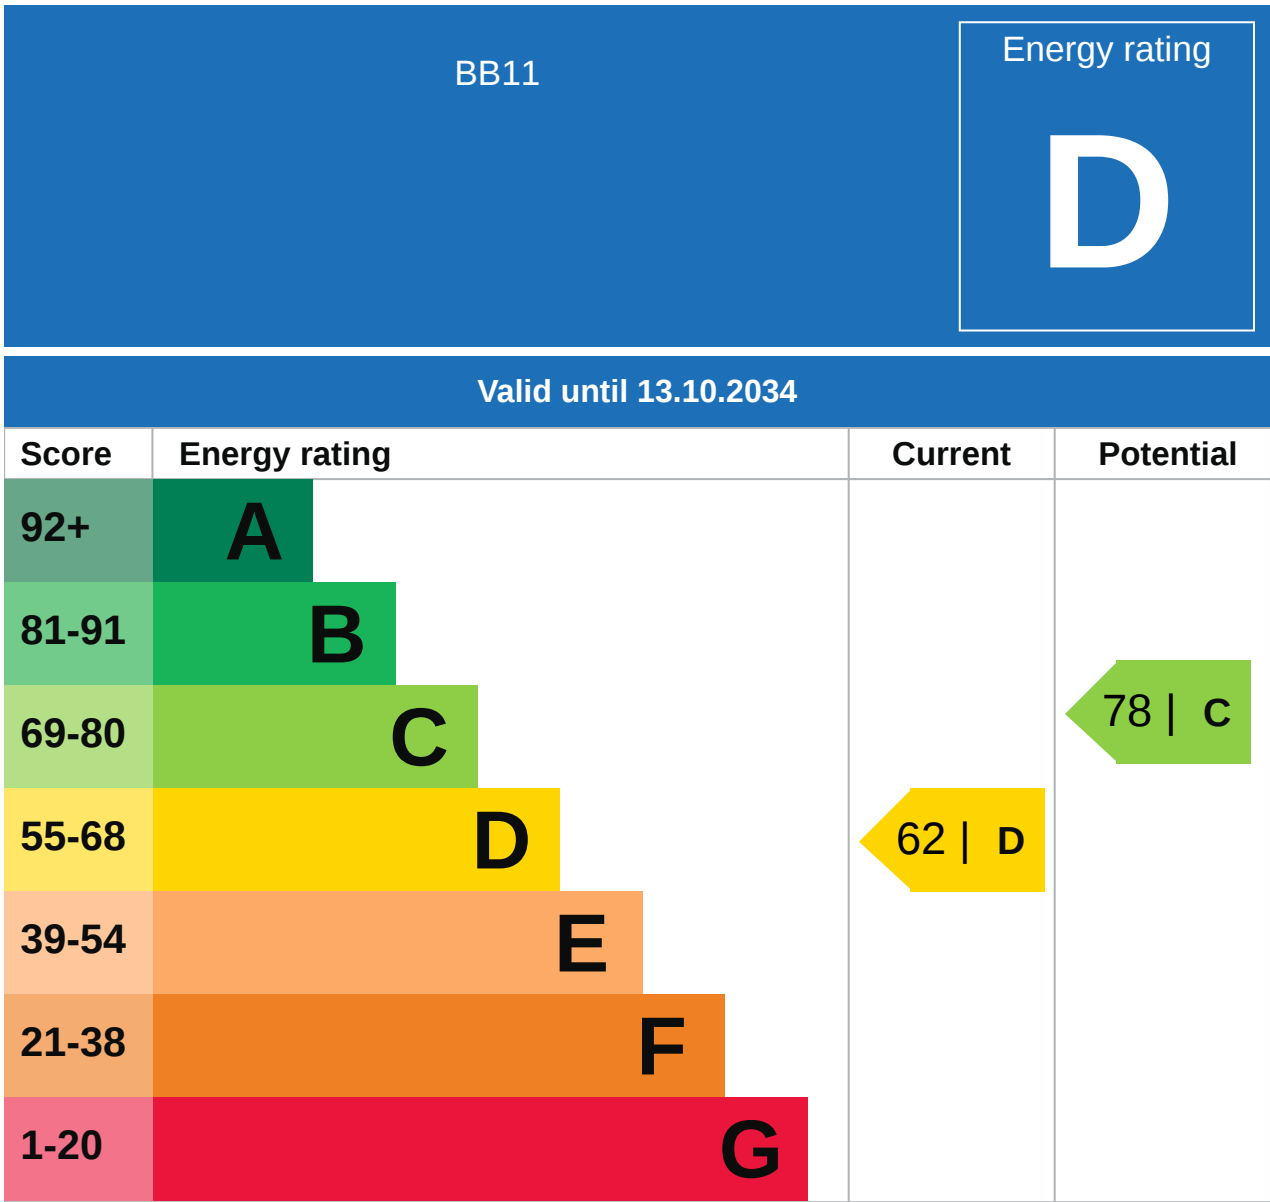 BB11
Energy rating
D
Valid until 13.10.2034
Score Energy rating Current Potential
92+ A
81-91 B
69-80 C
78 | C
55-68 D
62 | D
39-54 E
21-38 F
1-20 G